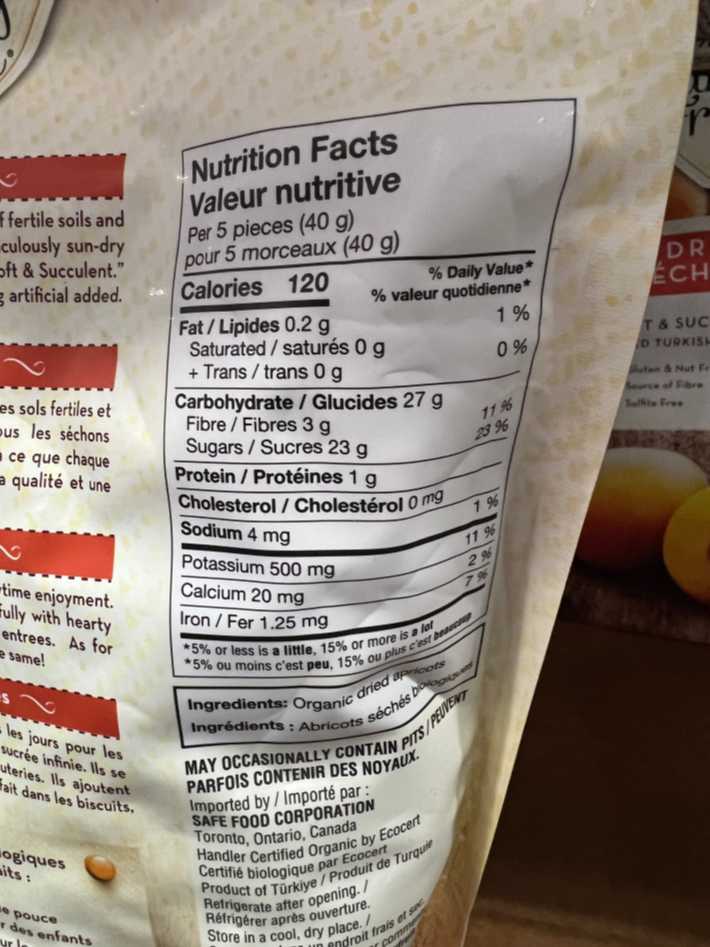 f fertile soils and
culously sun-dry
oft & Succulent."
g artificial added.
es sols fertiles et
ous les séchons
à ce que chaque
a qualité et une
time enjoyment.
fully with hearty
entrees. As for
e same!
s
les jours pour les
sucrée infinie. Ils se
uteries. Ils ajoutent
fait dans les biscuits,
ogiques
its :
e pouce
r des enfants
Nutrition Facts
Valeur nutritive
Per 5 pieces (40 g)
pour 5 morceaux (40 g)
Calories 120
% Daily Value*
% valeur quotidienne*
Fat / Lipides 0.2 g 1 %
Saturated / saturés 0 g 0 %
+ Trans / trans 0 g
Carbohydrate / Glucides 27 g
Fibre / Fibres 3 g 11 %
Sugars / Sucres 23 g 23 %
Protein / Protéines 1 g
Cholesterol / Cholestérol 0 mg
Sodium 4 mg 1 %
Potassium 500 mg 11 %
Calcium 20 mg 2 %
Iron / Fer 1.25 mg 7 %
*5% or less is a little, 15% or more is a lot
*5% ou moins c'est peu, 15% ou plus c'est beaucoup
Ingredients: Organic dried apricots
Ingrédients : Abricots séchés biologiques
MAY OCCASIONALLY CONTAIN PITS / PEUVENT
PARFOIS CONTENIR DES NOYAUX.
Imported by / Importé par :
SAFE FOOD CORPORATION
Toronto, Ontario, Canada
Handler Certified Organic by Ecocert
Certifié biologique par Ecocert
Product of Türkiye / Produit de Turquie
Refrigerate after opening. /
Réfrigérer après ouverture.
Store in a cool, dry place. /
un endroit frais et sec.
DR
ÉCH
T & SUC
D TURKISH
Gluten & Nut Fr
Source of Fibre
Sulfite Free